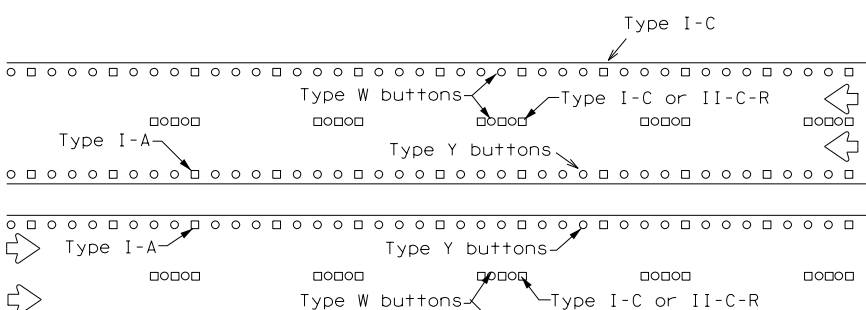 Type I-C
Type W buttons
Type I-C or II-C-R
Type I-A
Type Y buttons
Type I-A
Type Y buttons
Type W buttons
Type I-C or II-C-R